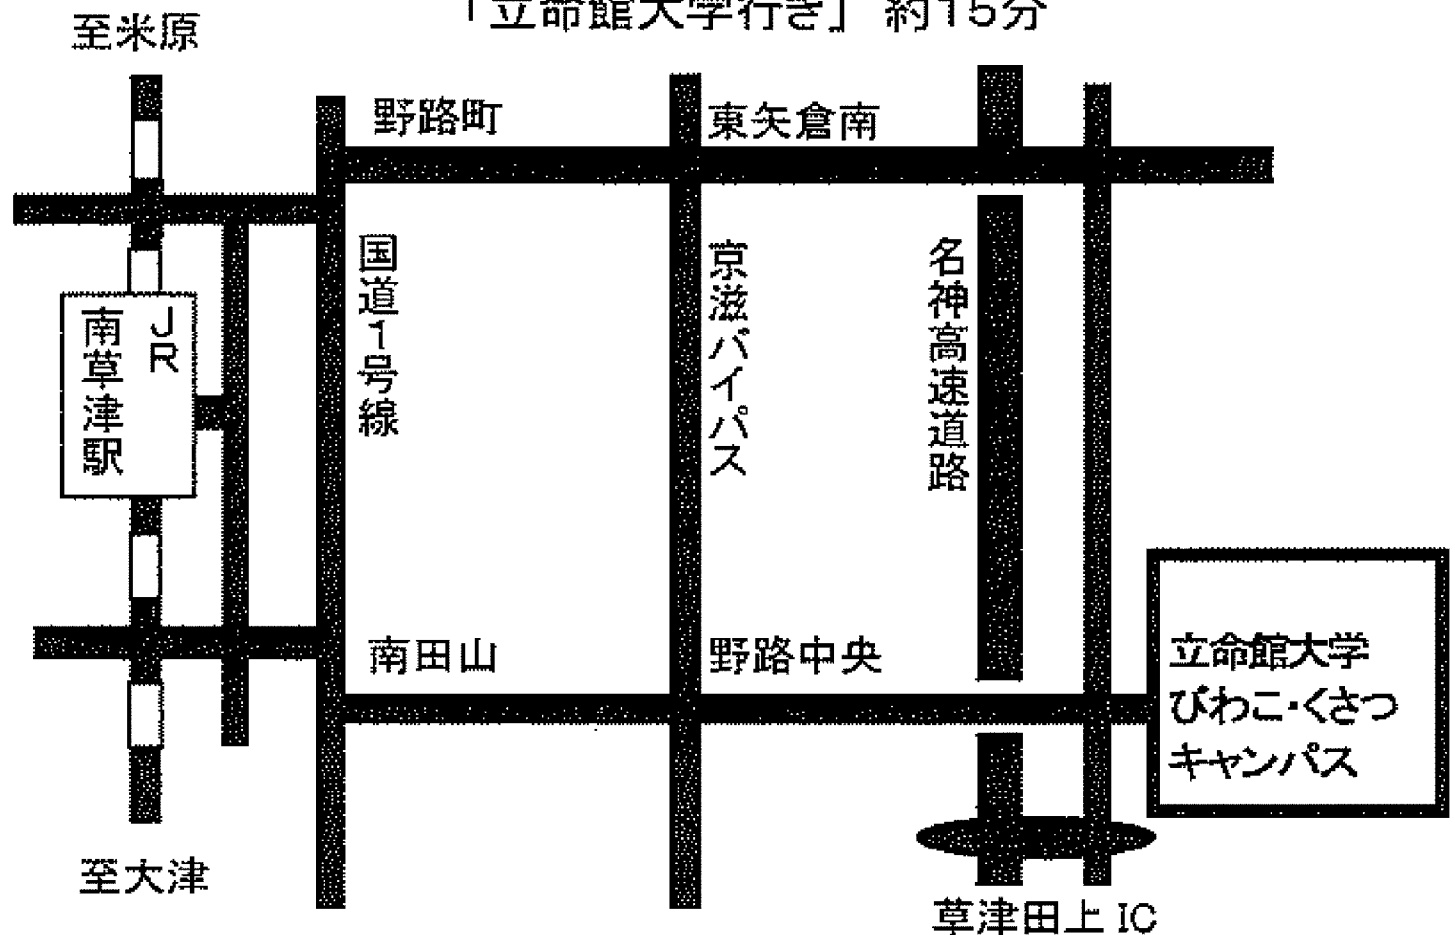 「立命館大学行き」 約15分
至米原
野路町
東矢倉南
国道1号線
京滋バイパス
名神高速道路
JR
南草津駅
南田山
野路中央
立命館大学
びわこ・くさつ
キャンパス
至大津
草津田上 IC